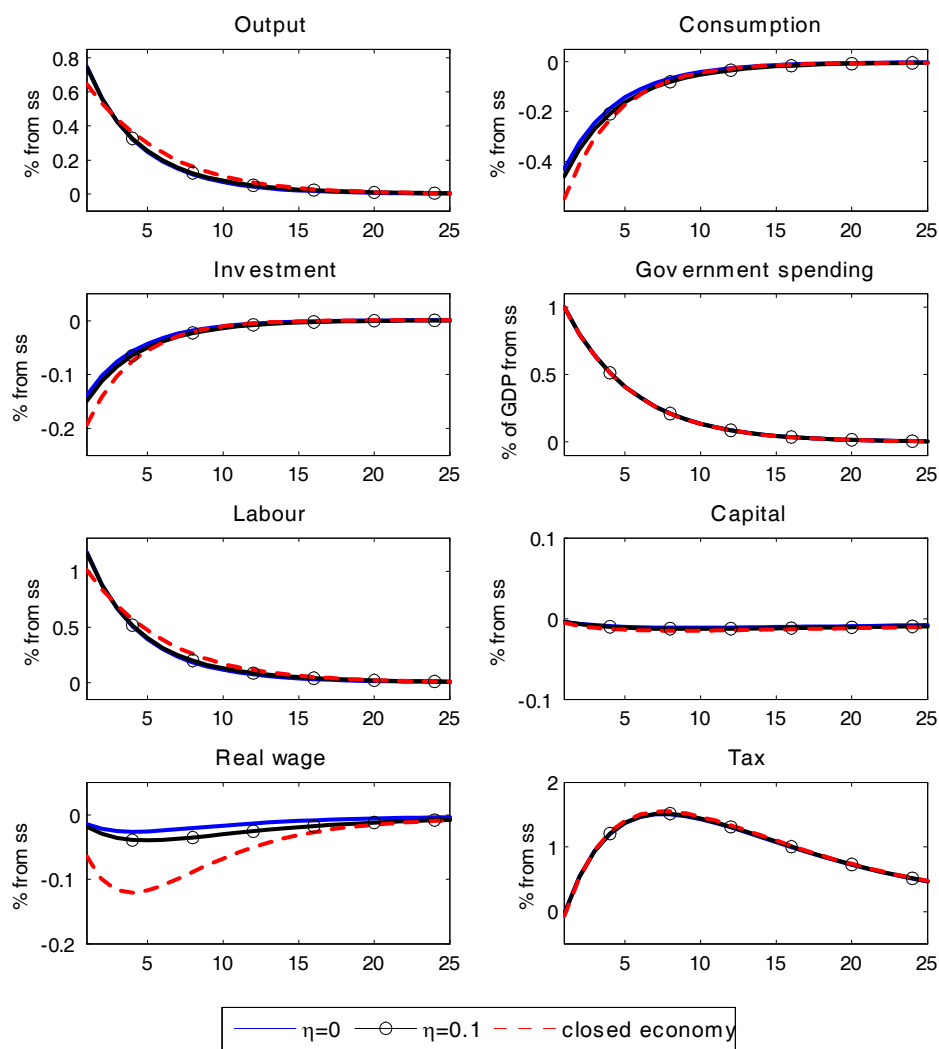 Output
% from ss
0.8
0.6
0.4
0.2
0
5 10 15 20 25
Consumption
% from ss
0
-0.2
-0.4
5 10 15 20 25
Investment
% from ss
0
-0.1
-0.2
5 10 15 20 25
Government spending
% of GDP from ss
1
0.5
0
5 10 15 20 25
Labour
% from ss
1
0.5
0
5 10 15 20 25
Capital
% from ss
0.1
0
-0.1
5 10 15 20 25
Real wage
% from ss
0
-0.1
-0.2
5 10 15 20 25
Tax
% from ss
2
1
0
5 10 15 20 25
η=0 η=0.1 closed economy